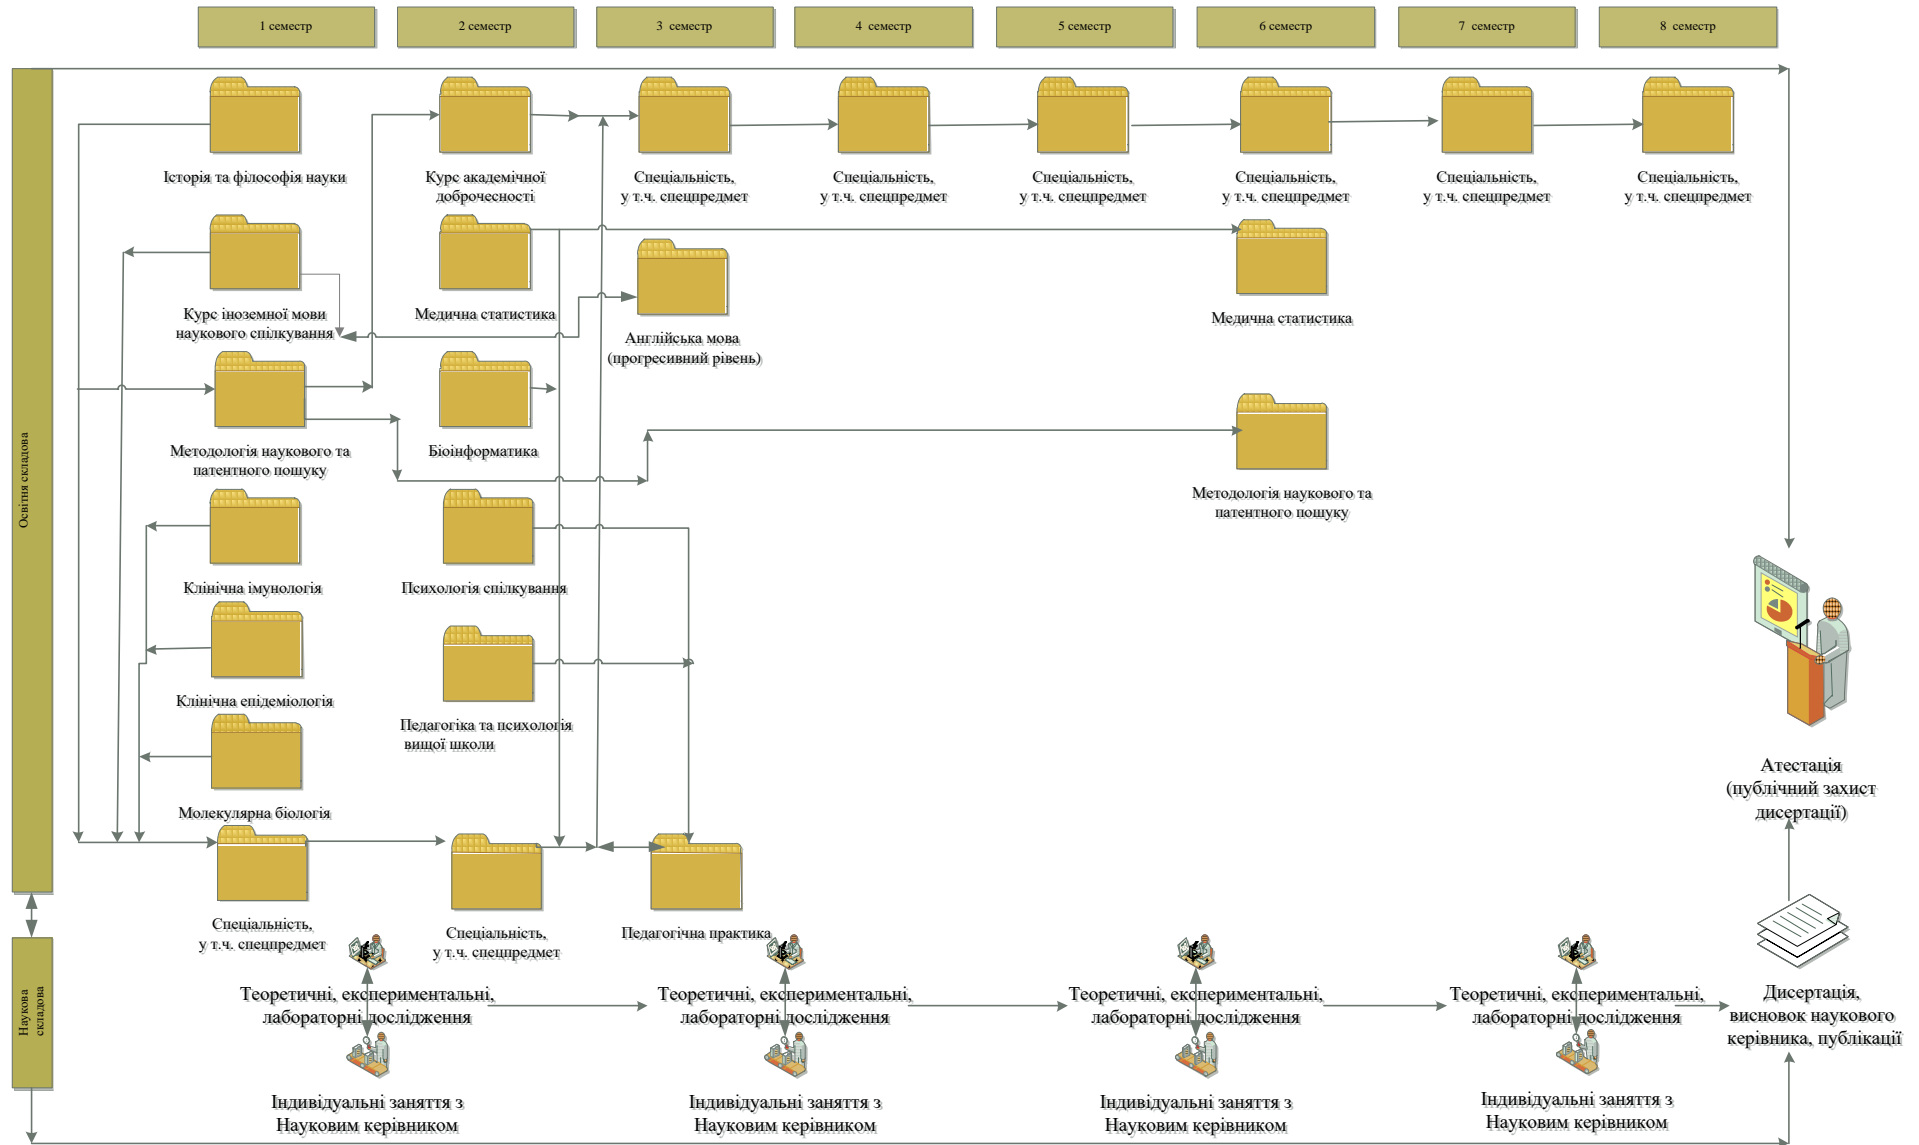 1 семестр
2 семестр
3 семестр
4 семестр
5 семестр
6 семестр
7 семестр
8 семестр
Освітня складова
Історія та філософія науки
Курс академічної
доброчесності
Спеціальність,
у т.ч. спецпредмет
Спеціальність,
у т.ч. спецпредмет
Спеціальність,
у т.ч. спецпредмет
Спеціальність,
у т.ч. спецпредмет
Спеціальність,
у т.ч. спецпредмет
Спеціальність,
у т.ч. спецпредмет
Курс іноземної мови
наукового спілкування
Медична статистика
Англійська мова
(прогресивний рівень)
Медична статистика
Методологія наукового та
патентного пошуку
Біоінформатика
Методологія наукового та
патентного пошуку
Клінічна імунологія
Психологія спілкування
Клінічна епідеміологія
Педагогіка та психологія
вищої школи
Молекулярна біологія
Атестація
(публічний захист
дисертації)
Спеціальність,
у т.ч. спецпредмет
Спеціальність,
у т.ч. спецпредмет
Педагогічна практика
Наукова
складова
Теоретичні, експериментальні,
лабораторні дослідження
Теоретичні, експериментальні,
лабораторні дослідження
Теоретичні, експериментальні,
лабораторні дослідження
Теоретичні, експериментальні,
лабораторні дослідження
Дисертація,
висновок наукового
керівника, публікації
Індивідуальні заняття з
Науковим керівником
Індивідуальні заняття з
Науковим керівником
Індивідуальні заняття з
Науковим керівником
Індивідуальні заняття з
Науковим керівником